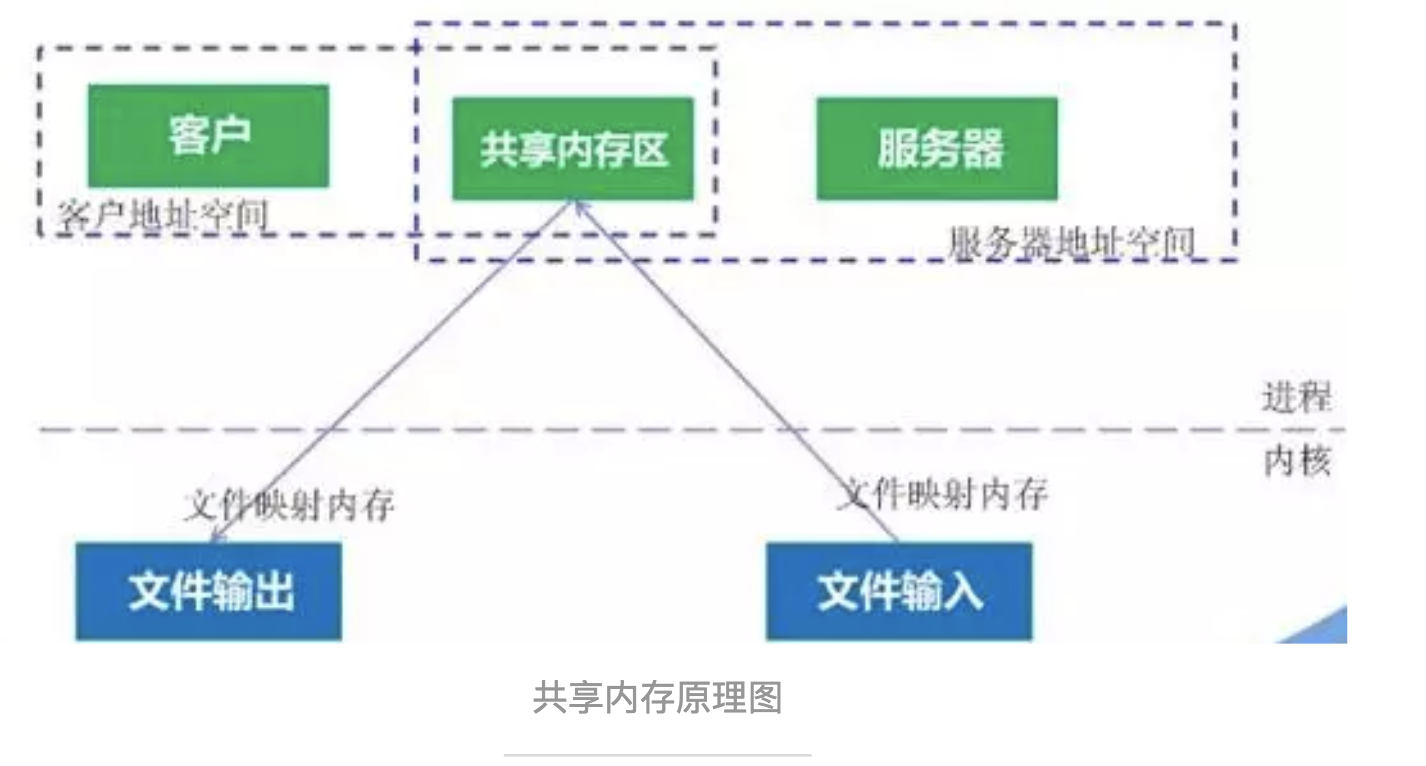 客户
共享内存区
服务器
客户地址空间
服务器地址空间
进程
内核
文件映射内存
文件映射内存
文件输出
文件输入
共享内存原理图